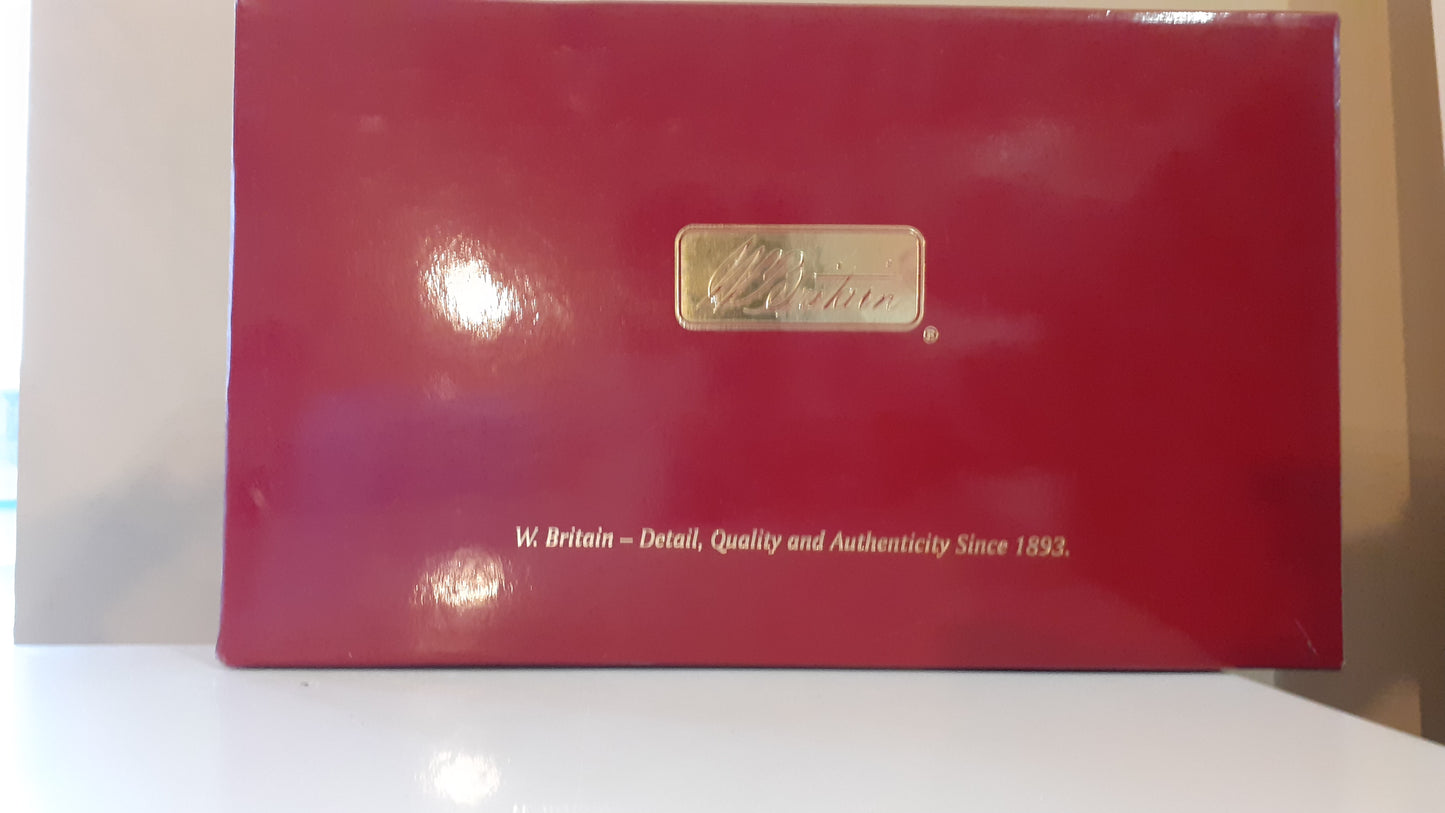 W Britain
®
W. Britain – Detail, Quality and Authenticity Since 1893.